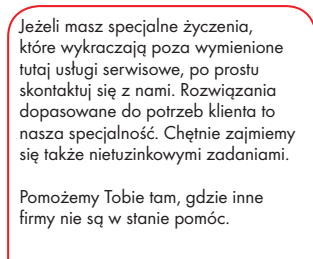 Jeżeli masz specjalne życzenia,
które wykraczają poza wymienione
tutaj usługi serwisowe, po prostu
skontaktuj się z nami. Rozwiązania
dopasowane do potrzeb klienta to
nasza specjalność. Chętnie zajmiemy
się także nietuzinkowymi zadaniami.
Pomożemy Tobie tam, gdzie inne
firmy nie są w stanie pomóc.